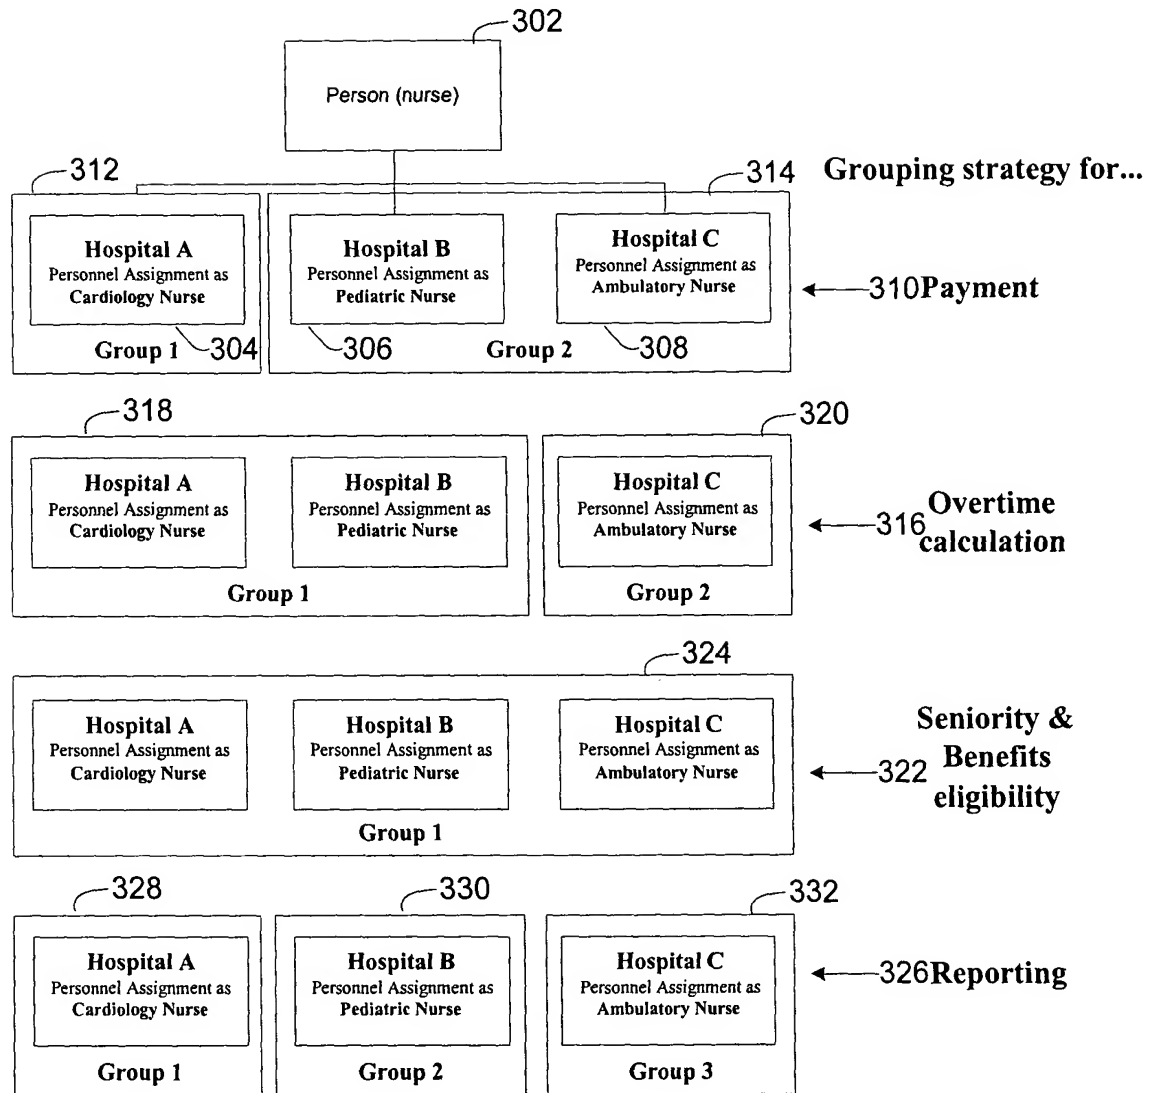 302
Person (nurse)
312
314
Grouping strategy for...
Hospital A
Personnel Assignment as
Cardiology Nurse
Hospital B
Personnel Assignment as
Pediatric Nurse
Hospital C
Personnel Assignment as
Ambulatory Nurse
310 Payment
Group 1
304
306
Group 2
308
318
320
Hospital A
Personnel Assignment as
Cardiology Nurse
Hospital B
Personnel Assignment as
Pediatric Nurse
Hospital C
Personnel Assignment as
Ambulatory Nurse
316 Overtime
calculation
Group 1
Group 2
324
Hospital A
Personnel Assignment as
Cardiology Nurse
Hospital B
Personnel Assignment as
Pediatric Nurse
Hospital C
Personnel Assignment as
Ambulatory Nurse
Seniority &
322 Benefits
eligibility
Group 1
328
330
332
Hospital A
Personnel Assignment as
Cardiology Nurse
Hospital B
Personnel Assignment as
Pediatric Nurse
Hospital C
Personnel Assignment as
Ambulatory Nurse
326 Reporting
Group 1
Group 2
Group 3